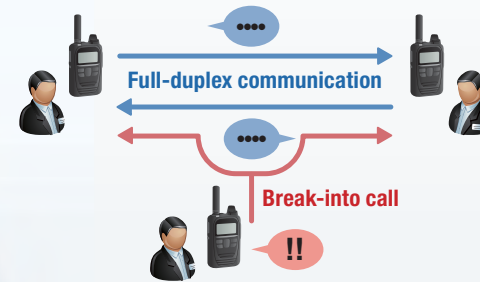 ••••
Full-duplex communication
••••
Break-into call
!!